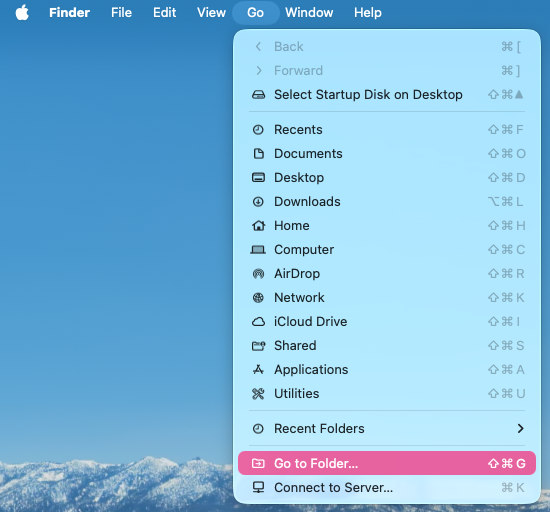 Finder File Edit View Go Window Help
Back ⌘ [
Forward ⌘ ]
Select Startup Disk on Desktop ⇧⌘▲
Recents ⇧⌘F
Documents ⇧⌘O
Desktop ⇧⌘D
Downloads ⌥⌘L
Home ⇧⌘H
Computer ⇧⌘C
AirDrop ⇧⌘R
Network ⇧⌘K
iCloud Drive ⇧⌘I
Shared ⇧⌘S
Applications ⇧⌘A
Utilities ⇧⌘U
Recent Folders
Go to Folder... ⇧⌘G
Connect to Server... ⌘K